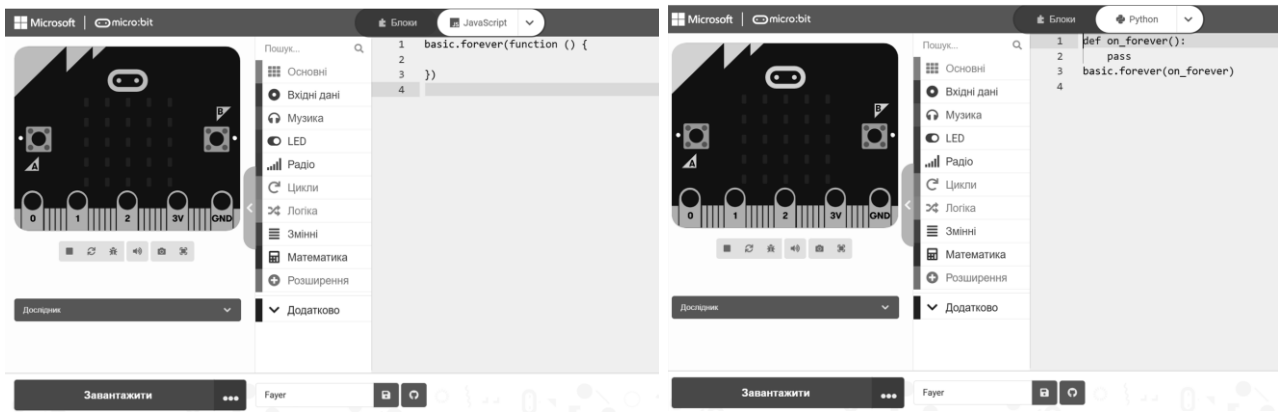 Microsoft | micro:bit
Блоки
JavaScript
Пошук...
Основні
Вхідні дані
Музика
LED
Радіо
Цикли
Логіка
Змінні
Математика
Розширення
Додатково
1 basic.forever(function () {
2
3 })
4
B
A
0 1 2 3V GND
Дослідник
Завантажити
Fayer
Microsoft | micro:bit
Блоки
Python
Пошук...
Основні
Вхідні дані
Музика
LED
Радіо
Цикли
Логіка
Змінні
Математика
Розширення
Додатково
1 def on_forever():
2 pass
3 basic.forever(on_forever)
4
B
A
0 1 2 3V GND
Дослідник
Завантажити
Fayer